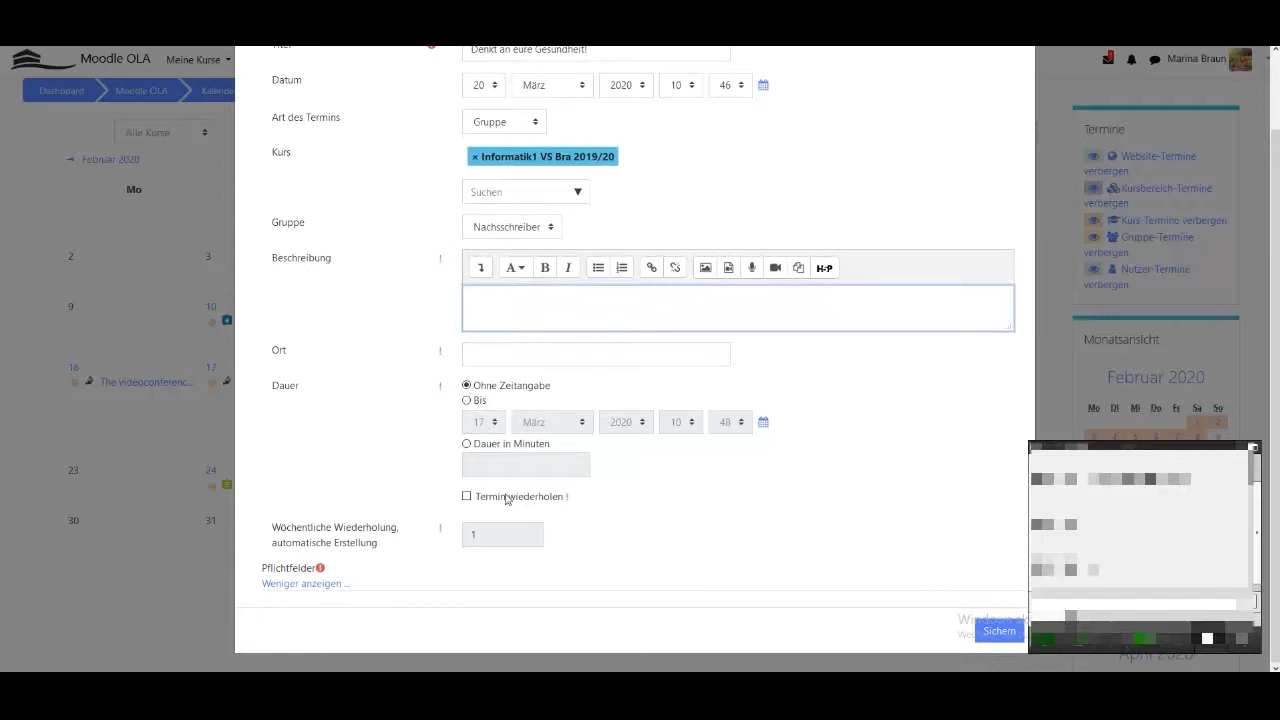 Moodle OLA Meine Kurse Marina Braun
Denkt an eure Gesundheit!
Dashboard Moodle OLA Kalende
Datum 20 März 2020 10 46
Art des Termins Gruppe
Alle Kurse
Kurs × Informatik1 VS Bra 2019/20
Februar 2020
Suchen
Mo
Gruppe Nachsschreiber
Beschreibung
A B I H-P
2 3
9 10
16 17
The videoconferenc...
23 24
30 31
Ort
Dauer Ohne Zeitangabe
Bis
17 März 2020 10 48
Dauer in Minuten
Termin wiederholen
Wöchentliche Wiederholung,
automatische Erstellung
1
Pflichtfelder
Weniger anzeigen ...
Sichern
Termine
Website-Termine
verbergen
Kursbereich-Termine
verbergen
Kurs-Termine verbergen
Gruppe-Termine
verbergen
Nutzer-Termine
verbergen
Monatsansicht
Februar 2020
Mo Di Mi Do Fr Sa So
1 2
April 2020